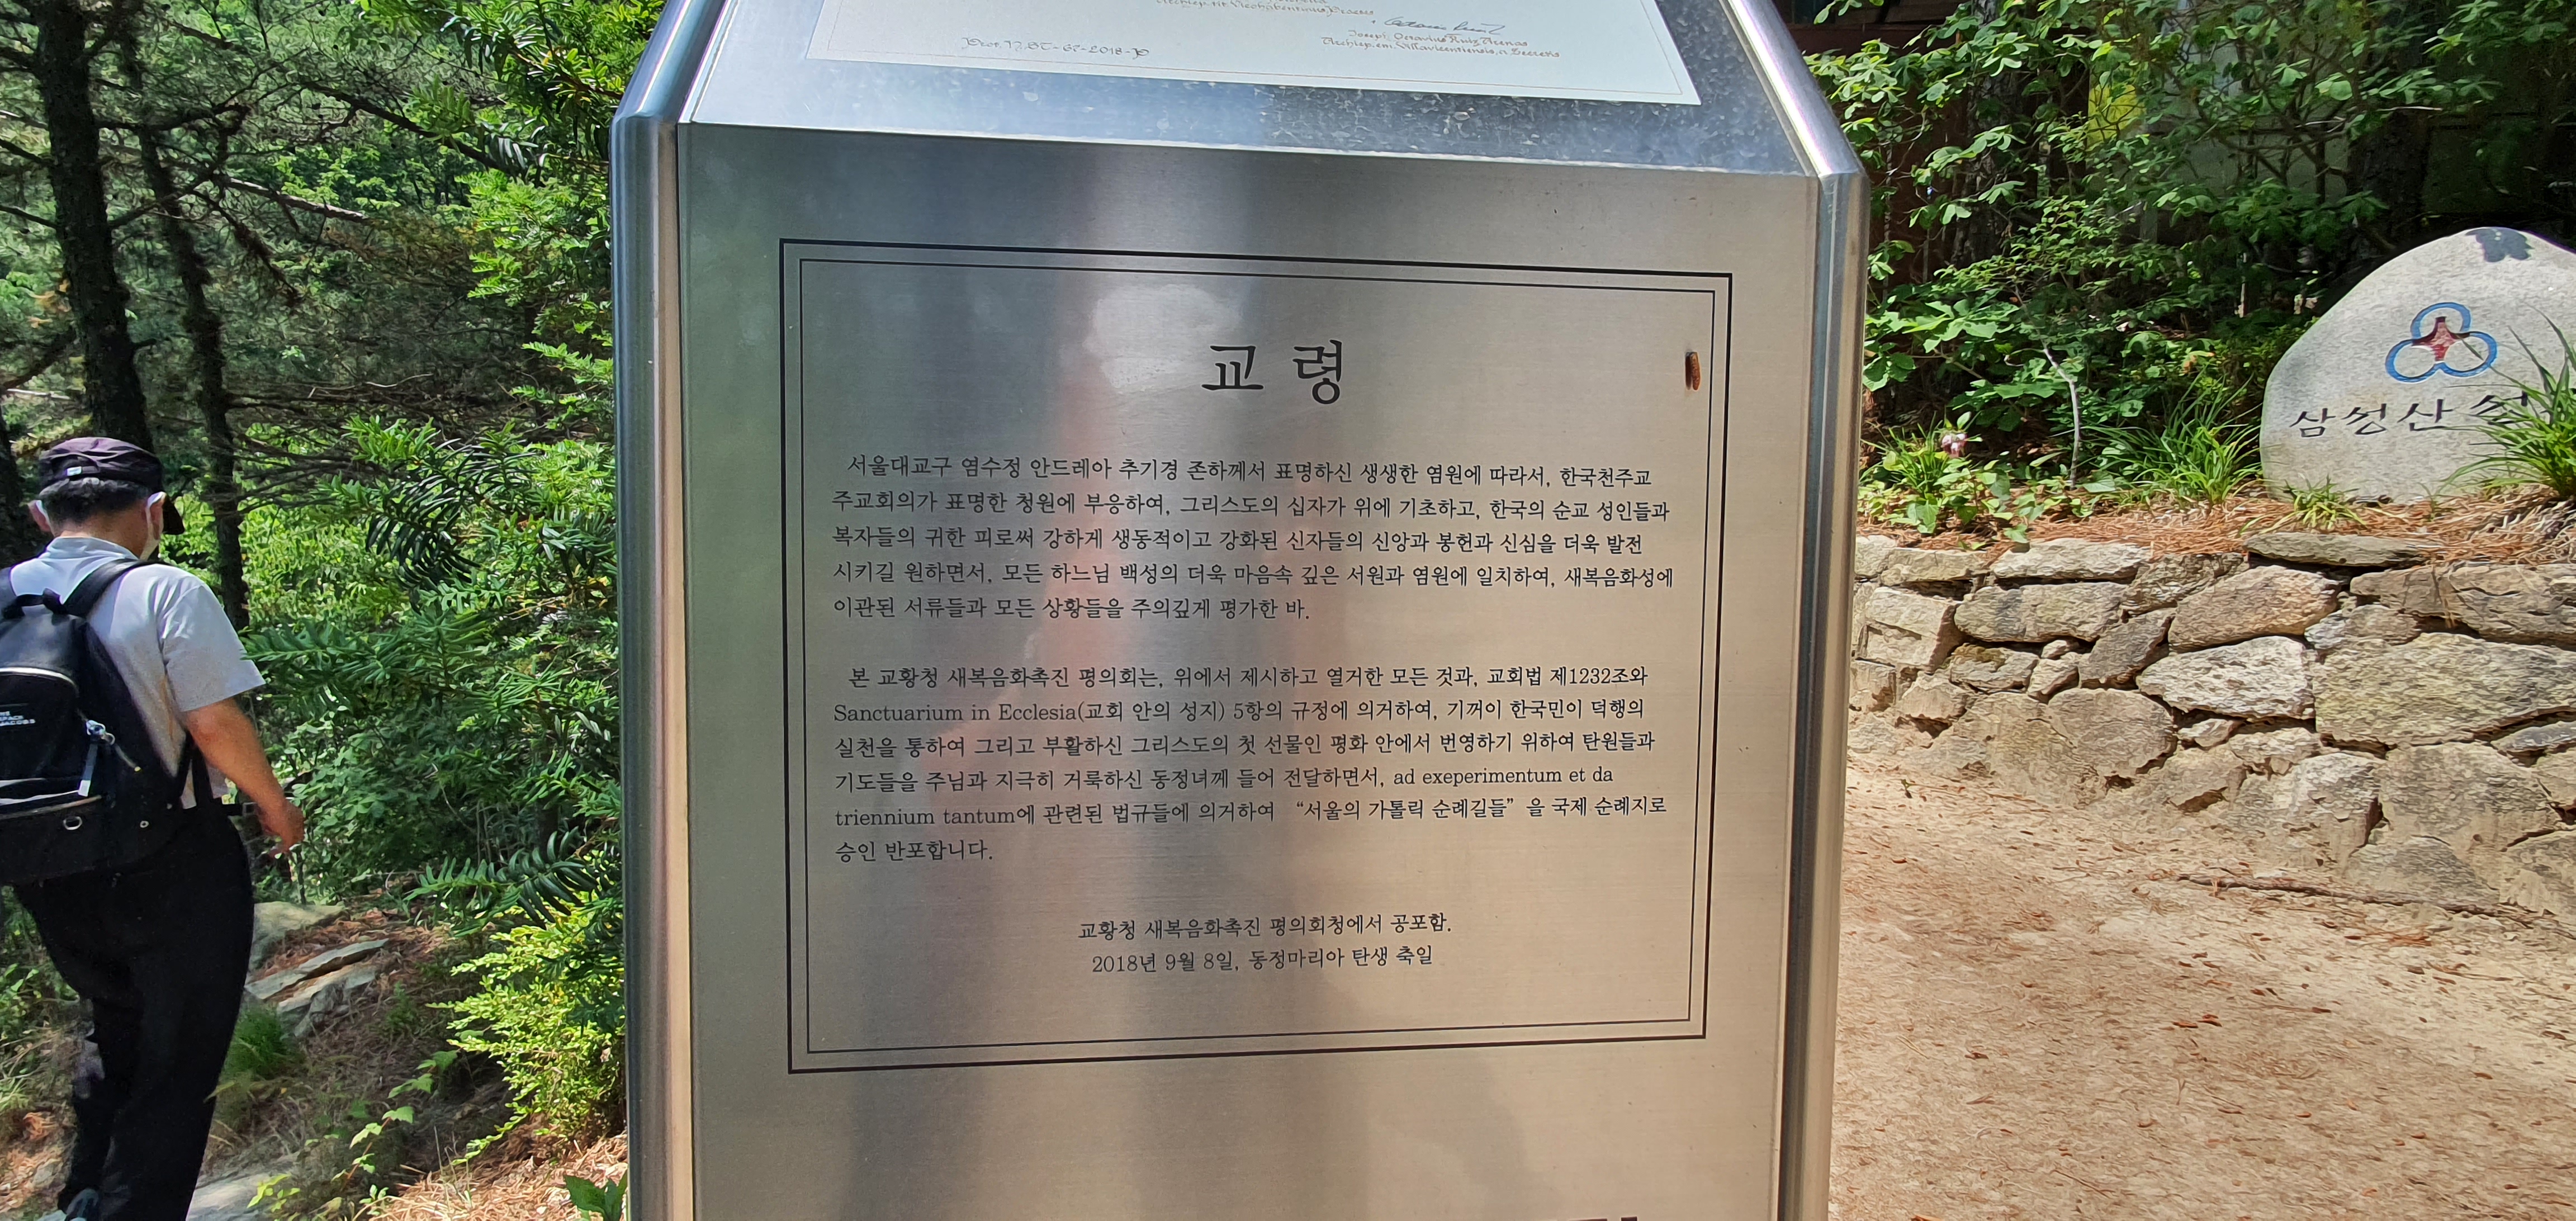 Prot. N. ST-67-2018-P
교 령
서울대교구 염수정 안드레아 추기경 존하께서 표명하신 생생한 염원에 따라서, 한국천주교
주교회의가 표명한 청원에 부응하여, 그리스도의 십자가 위에 기초하고, 한국의 순교 성인들과
복자들의 귀한 피로써 강하게 생동적이고 강화된 신자들의 신앙과 봉헌과 신심을 더욱 발전
시키길 원하면서, 모든 하느님 백성의 더욱 마음속 깊은 서원과 염원에 일치하여, 새복음화성에
이관된 서류들과 모든 상황들을 주의깊게 평가한 바.
본 교황청 새복음화촉진 평의회는, 위에서 제시하고 열거한 모든 것과, 교회법 제1232조와
Sanctuarium in Ecclesia(교회 안의 성지) 5항의 규정에 의거하여, 기꺼이 한국민이 덕행의
실천을 통하여 그리고 부활하신 그리스도의 첫 선물인 평화 안에서 번영하기 위하여 탄원들과
기도들을 주님과 지극히 거룩하신 동정녀께 들어 전달하면서, ad exeperimentum et da
triennium tantum에 관련된 법규들에 의거하여 “서울의 가톨릭 순례길들” 을 국제 순례지로
승인 반포합니다.
교황청 새복음화촉진 평의회청에서 공포함.
2018년 9월 8일, 동정마리아 탄생 축일
삼성산